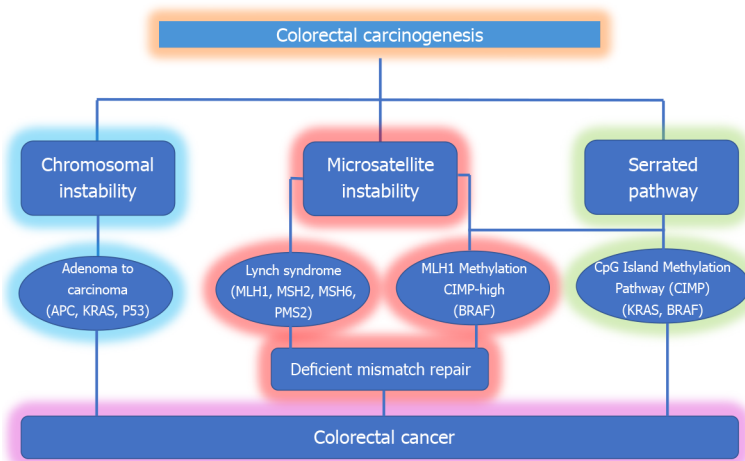 Colorectal carcinogenesis
Chromosomal
instability
Microsatellite
instability
Serrated
pathway
Adenoma to
carcinoma
(APC, KRAS, P53)
Lynch syndrome
(MLH1, MSH2, MSH6,
PMS2)
MLH1 Methylation
CIMP-high
(BRAF)
CpG Island Methylation
Pathway (CIMP)
(KRAS, BRAF)
Deficient mismatch repair
Colorectal cancer